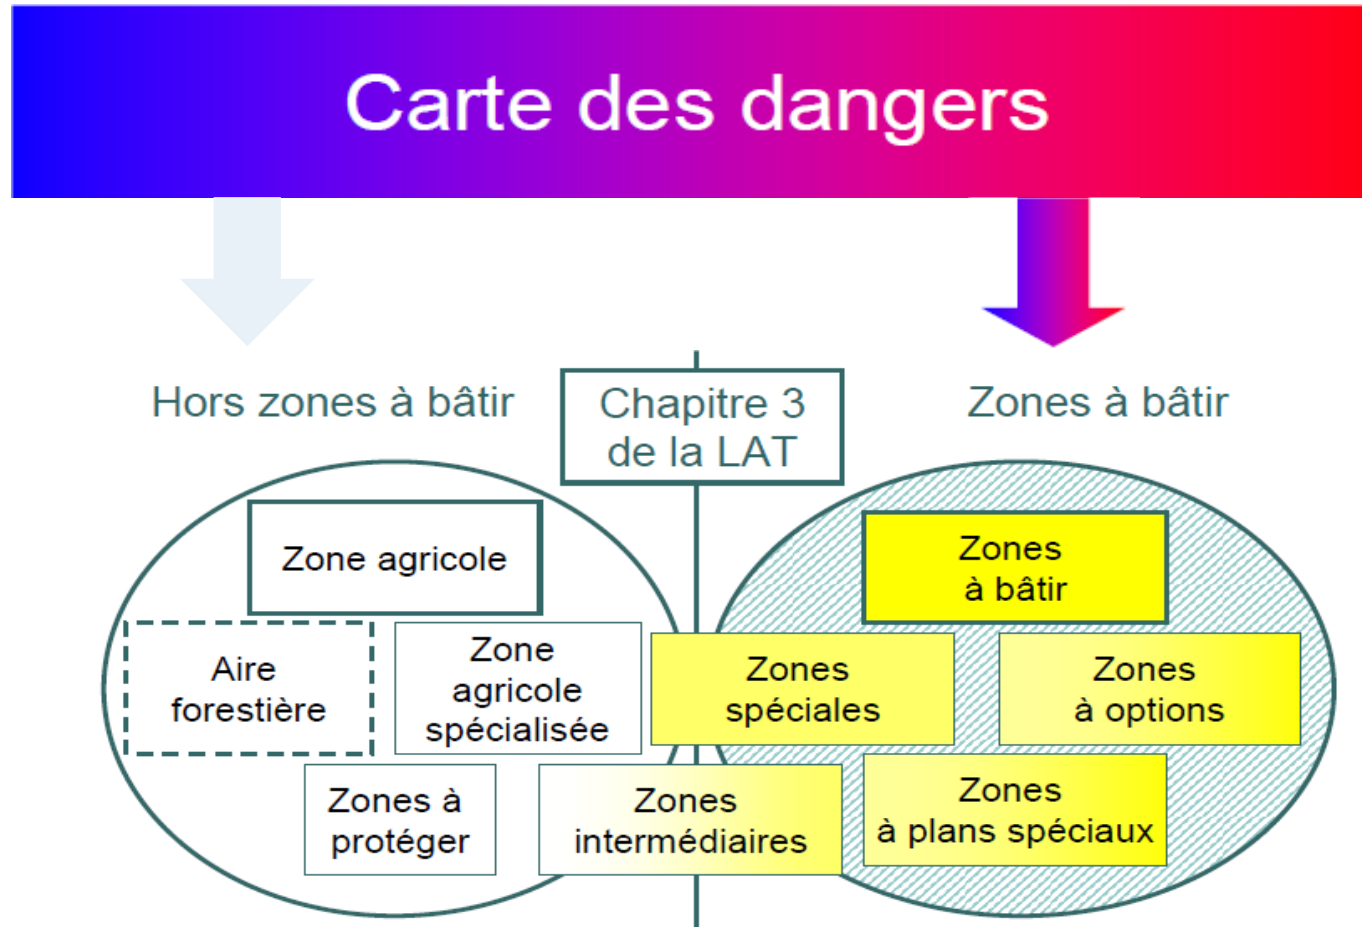 Carte des dangers
Hors zones à bâtir
Chapitre 3
de la LAT
Zones à bâtir
Zone agricole
Aire
forestière
Zone
agricole
spécialisée
Zones à
protéger
Zones
spéciales
Zones
intermédiaires
Zones
à bâtir
Zones
à options
Zones
à plans spéciaux